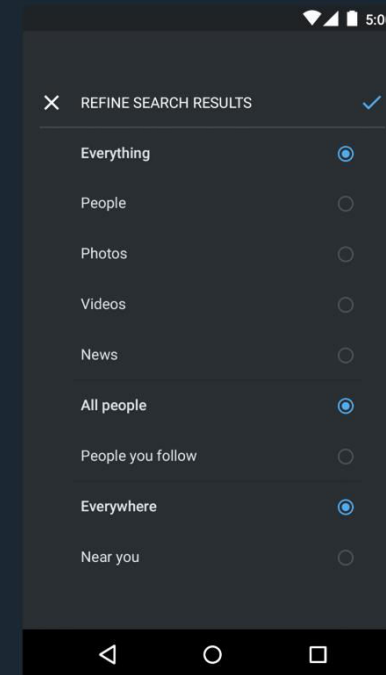 5:0
REFINE SEARCH RESULTS
Everything
People
Photos
Videos
News
All people
People you follow
Everywhere
Near you